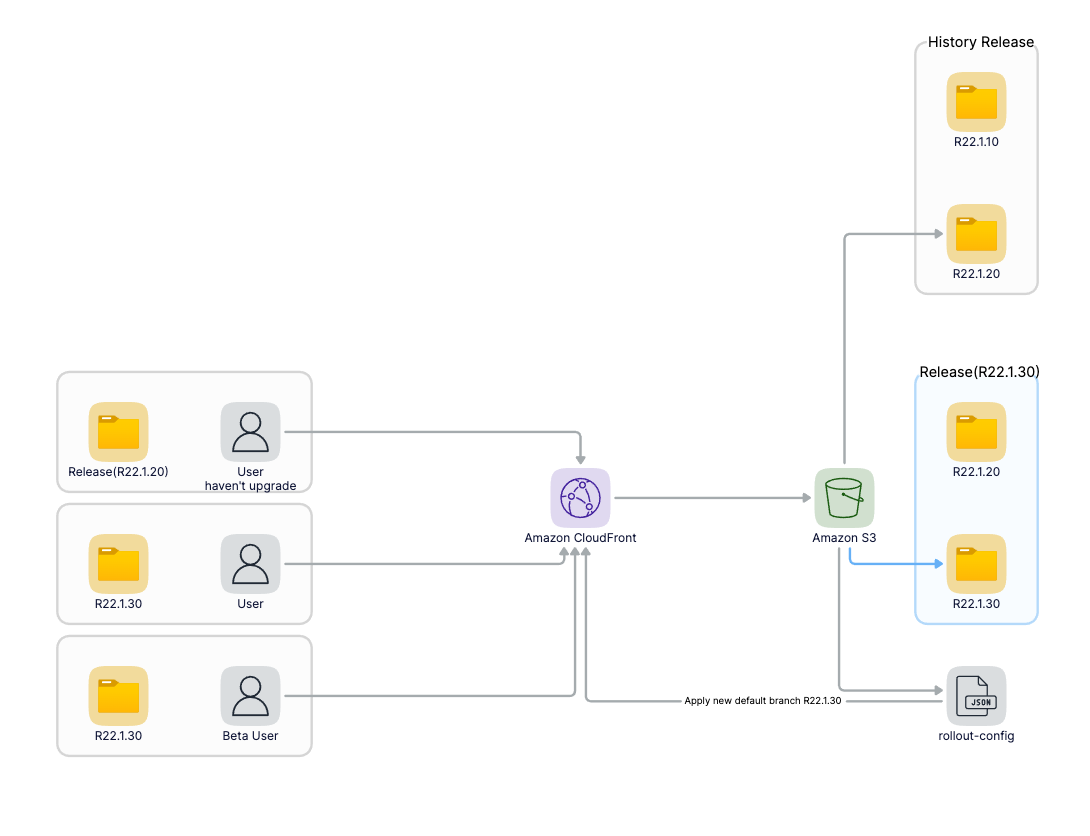 History Release
R22.1.10
R22.1.20
Release(R22.1.30)
R22.1.20
R22.1.30
Release(R22.1.20)
User
haven't upgrade
R22.1.30
User
R22.1.30
Beta User
Amazon CloudFront
Amazon S3
Apply new default branch R22.1.30
JSON
rollout-config